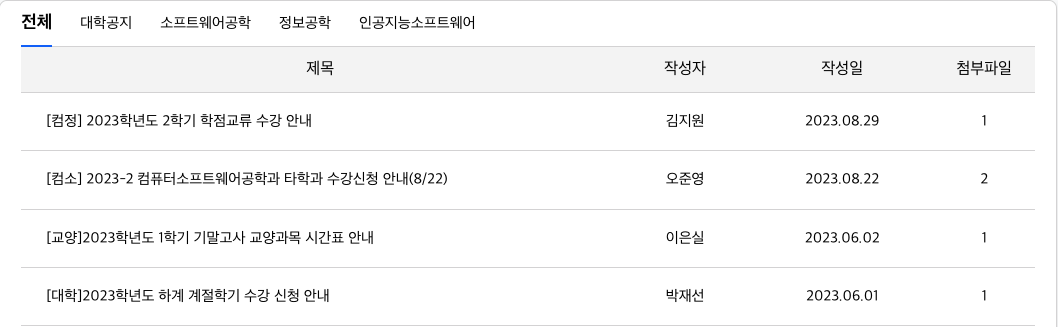 전체 대학공지 소프트웨어공학 정보공학 인공지능소프트웨어
제목 작성자 작성일 첨부파일
[컴정] 2023학년도 2학기 학점교류 수강 안내 김지원 2023.08.29 1
[컴소] 2023-2 컴퓨터소프트웨어공학과 타학과 수강신청 안내(8/22) 오준영 2023.08.22 2
[교양]2023학년도 1학기 기말고사 교양과목 시간표 안내 이은실 2023.06.02 1
[대학]2023학년도 하계 계절학기 수강 신청 안내 박재선 2023.06.01 1